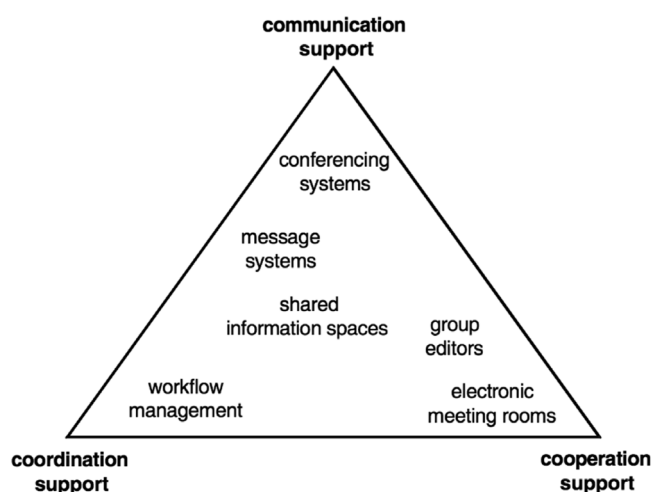 communication
support
conferencing
systems
message
systems
shared
information spaces
group
editors
workflow
management
electronic
meeting rooms
coordination
support
cooperation
support